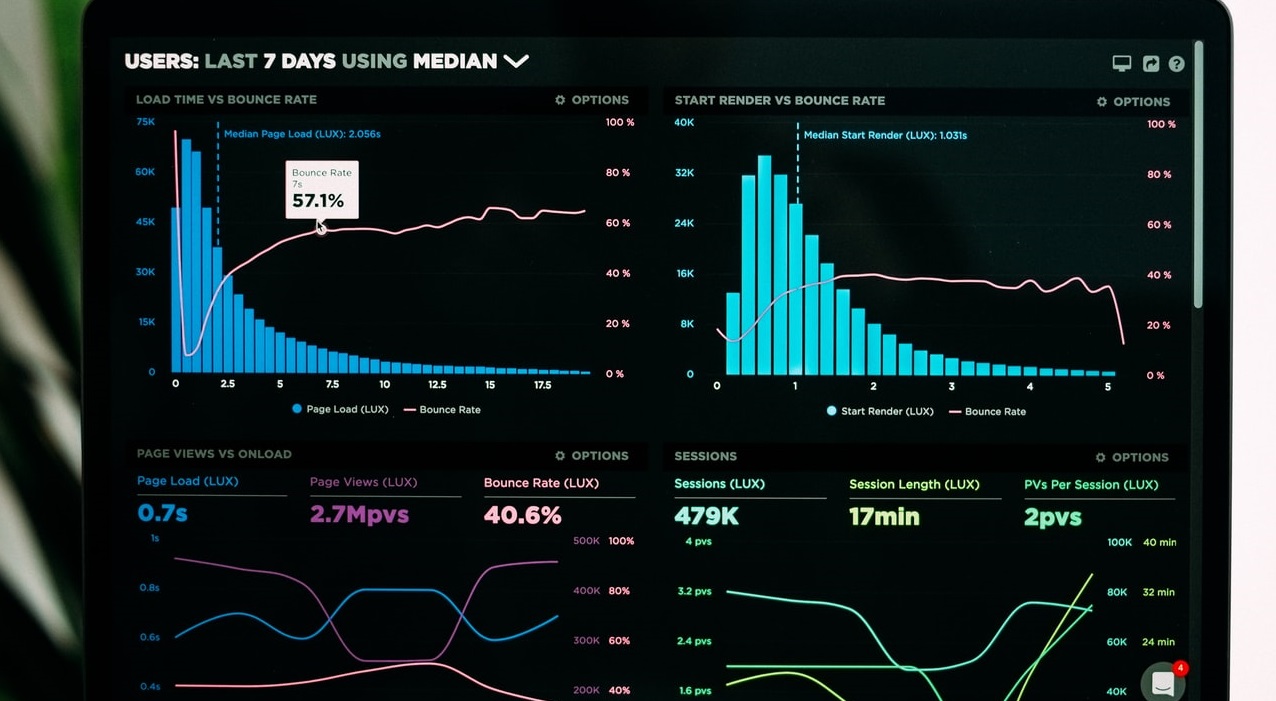 USERS: LAST 7 DAYS USING MEDIAN
LOAD TIME VS BOUNCE RATE
OPTIONS
75K
60K
45K
30K
15K
0
Median Page Load (LUX): 2.056s
Bounce Rate
7s
57.1%
100 %
80 %
60 %
40 %
20 %
0 %
0
2.5
5
7.5
10
12.5
15
17.5
Page Load (LUX)
Bounce Rate
START RENDER VS BOUNCE RATE
OPTIONS
40K
32K
24K
16K
8K
0
Median Start Render (LUX): 1.031s
100 %
80 %
60 %
40 %
20 %
0 %
0
1
2
3
4
5
Start Render (LUX)
Bounce Rate
PAGE VIEWS VS ONLOAD
OPTIONS
Page Load (LUX)
0.7s
Page Views (LUX)
2.7Mpvs
Bounce Rate (LUX)
40.6%
1s
0.8s
0.6s
0.4s
500K 100%
400K 80%
300K 60%
200K 40%
SESSIONS
OPTIONS
Sessions (LUX)
479K
Session Length (LUX)
17min
PVs Per Session (LUX)
2pvs
4 pvs
3.2 pvs
2.4 pvs
1.6 pvs
100K 40 min
80K 32 min
60K 24 min
40K
4